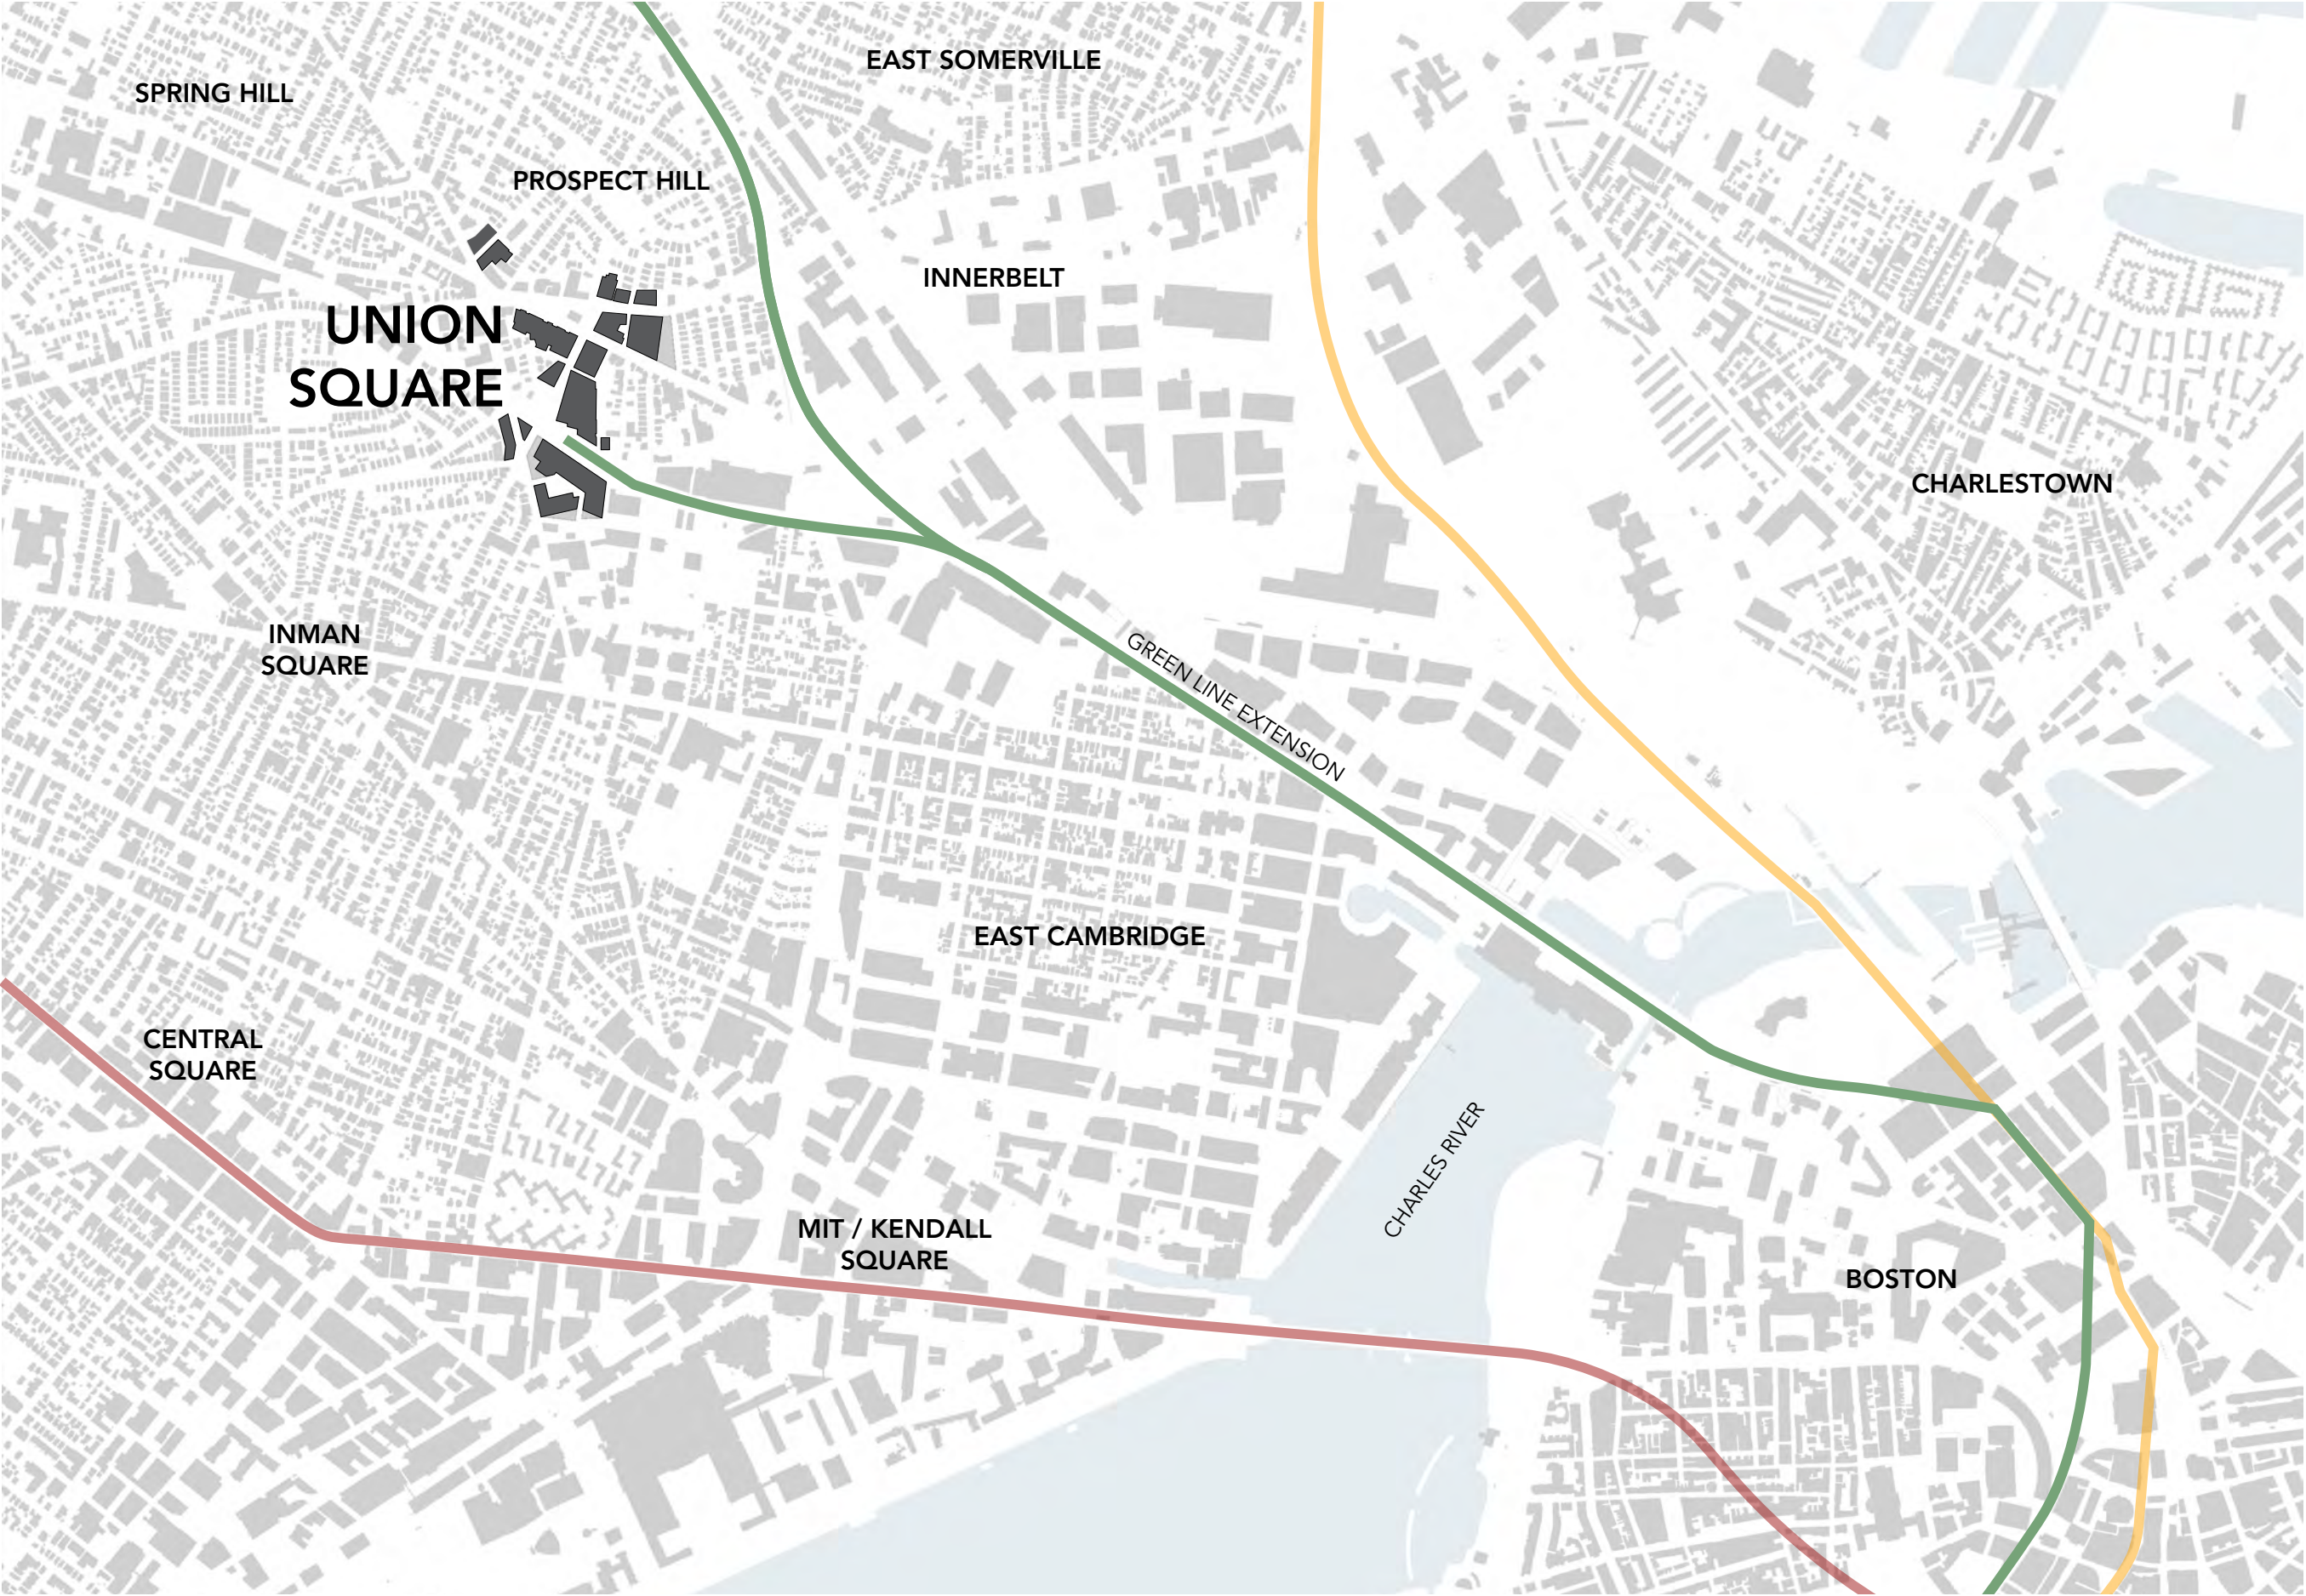 EAST SOMERVILLE
SPRING HILL
PROSPECT HILL
INNERBELT
UNION
SQUARE
CHARLESTOWN
INMAN
SQUARE
GREEN LINE EXTENSION
EAST CAMBRIDGE
CENTRAL
SQUARE
CHARLES RIVER
MIT / KENDALL
SQUARE
BOSTON